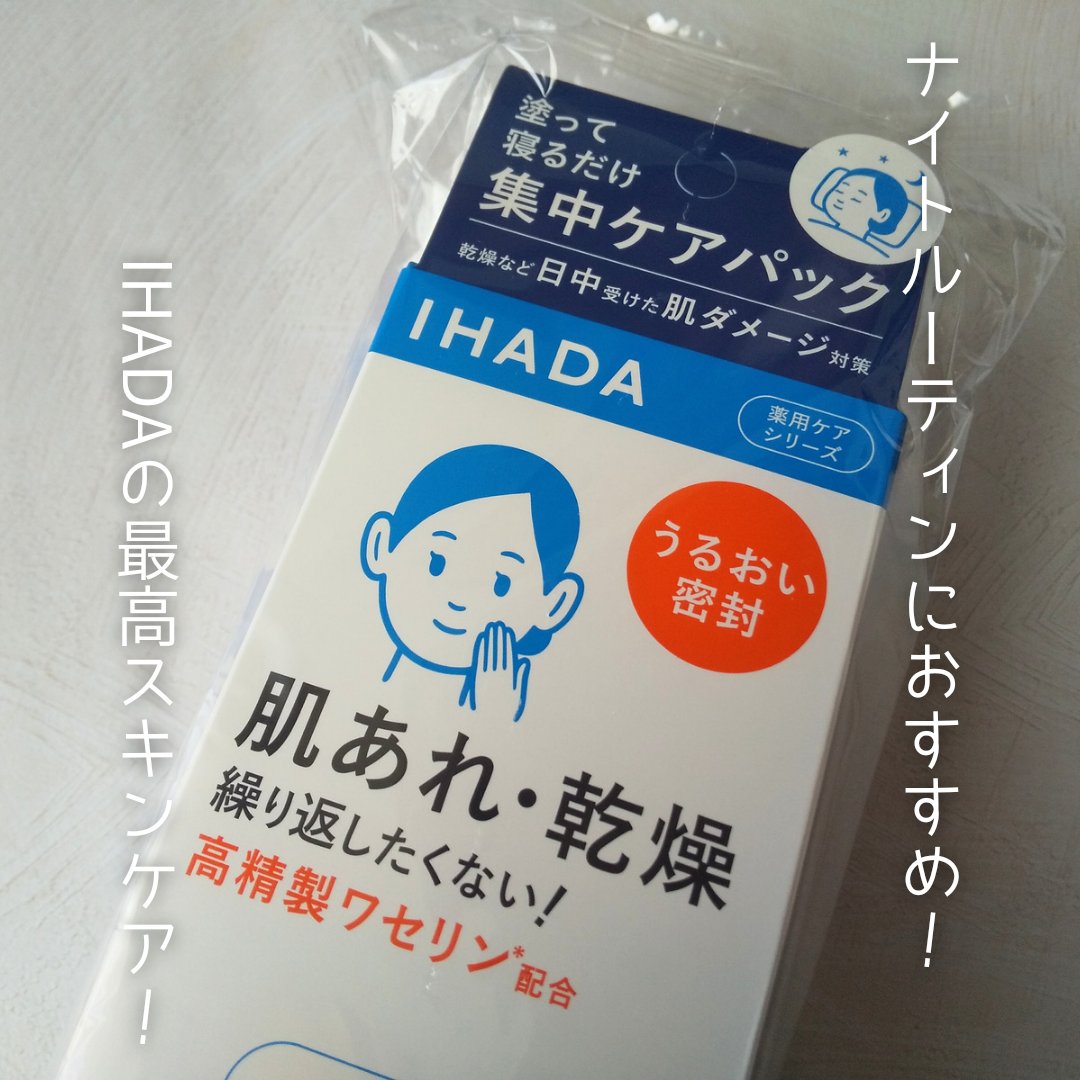 ナイトルーティンにおすすめ!
IHADAの最高スキンケア!
塗って
寝るだけ
集中ケアパック
乾燥など日中受けた肌ダメージ対策
IHADA
薬用ケア
シリーズ
うるおい
密封
肌あれ・乾燥
繰り返したくない!
高精製ワセリン*配合